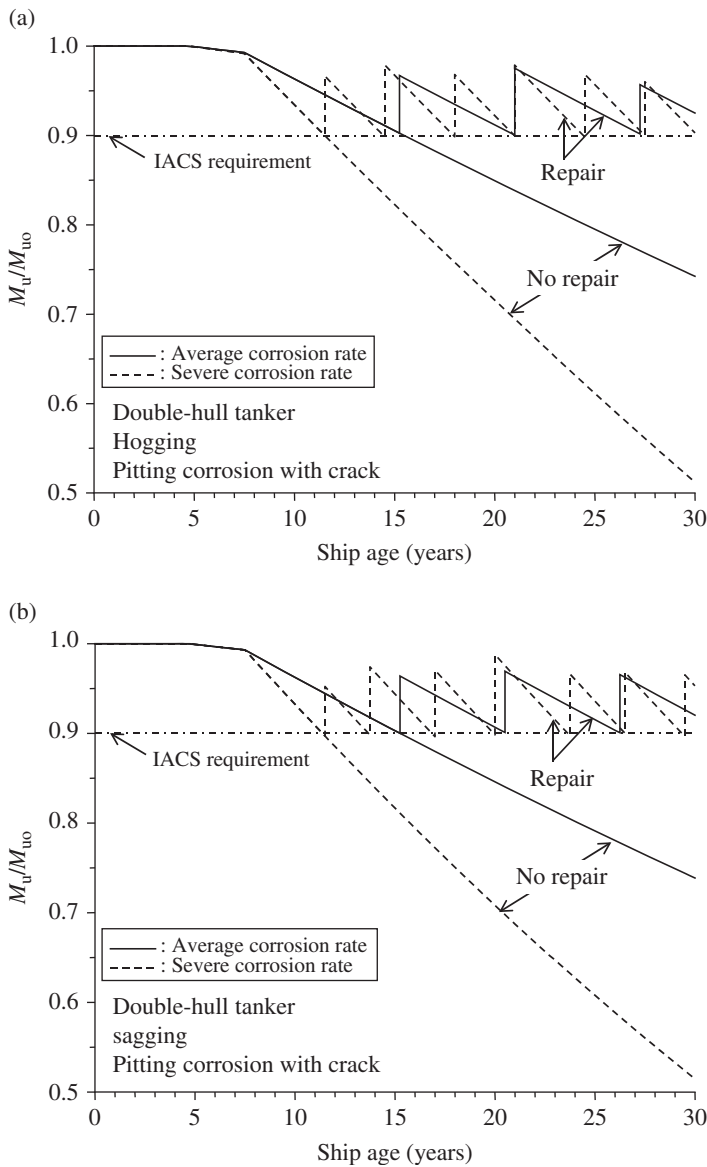 (a)
1.0
0.9
0.8
0.7
0.6
0.5
Mu/Muo
IACS requirement
Repair
No repair
: Average corrosion rate
: Severe corrosion rate
Double-hull tanker
Hogging
Pitting corrosion with crack
0 5 10 15 20 25 30
Ship age (years)
(b)
1.0
0.9
0.8
0.7
0.6
0.5
Mu/Muo
IACS requirement
Repair
No repair
: Average corrosion rate
: Severe corrosion rate
Double-hull tanker
sagging
Pitting corrosion with crack
0 5 10 15 20 25 30
Ship age (years)